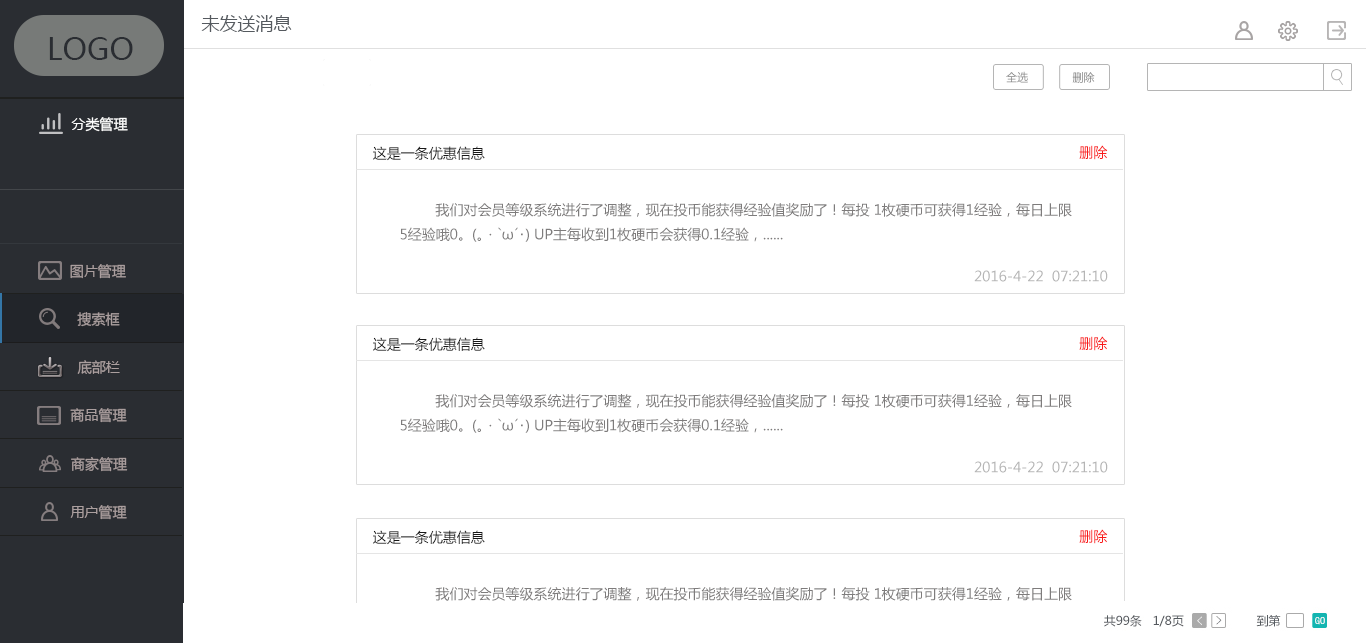 LOGO
未发送消息
全选 删除
分类管理
图片管理
搜索框
底部栏
商品管理
商家管理
用户管理
这是一条优惠信息 删除
我们对会员等级系统进行了调整，现在投币能获得经验值奖励了！每投 1枚硬币可获得1经验，每日上限
5经验哦0。(。· `ω´·) UP主每收到1枚硬币会获得0.1经验，......
2016-4-22 07:21:10
这是一条优惠信息 删除
我们对会员等级系统进行了调整，现在投币能获得经验值奖励了！每投 1枚硬币可获得1经验，每日上限
5经验哦0。(。· `ω´·) UP主每收到1枚硬币会获得0.1经验，......
2016-4-22 07:21:10
这是一条优惠信息 删除
我们对会员等级系统进行了调整，现在投币能获得经验值奖励了！每投 1枚硬币可获得1经验，每日上限
共99条 1/8页 < > 到第 GO